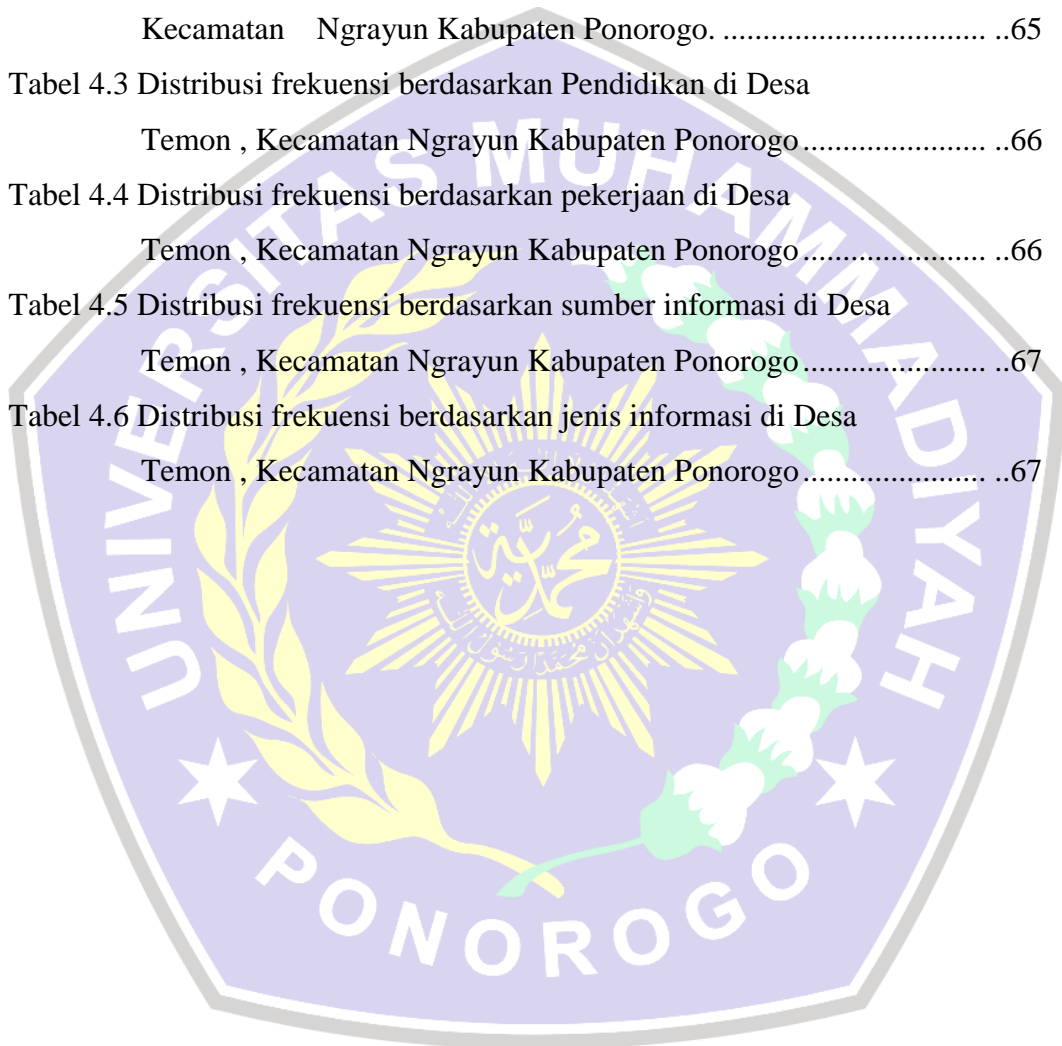 Kecamatan Ngrayun Kabupaten Ponorogo. ................................. ..65
Tabel 4.3 Distribusi frekuensi berdasarkan Pendidikan di Desa
Temon , Kecamatan Ngrayun Kabupaten Ponorogo....................... ..66
Tabel 4.4 Distribusi frekuensi berdasarkan pekerjaan di Desa
Temon , Kecamatan Ngrayun Kabupaten Ponorogo....................... ..66
Tabel 4.5 Distribusi frekuensi berdasarkan sumber informasi di Desa
Temon , Kecamatan Ngrayun Kabupaten Ponorogo....................... ..67
Tabel 4.6 Distribusi frekuensi berdasarkan jenis informasi di Desa
Temon , Kecamatan Ngrayun Kabupaten Ponorogo....................... ..67
UNIVERSITAS MUHAMMADIYAH
محمدية
PONOROGO